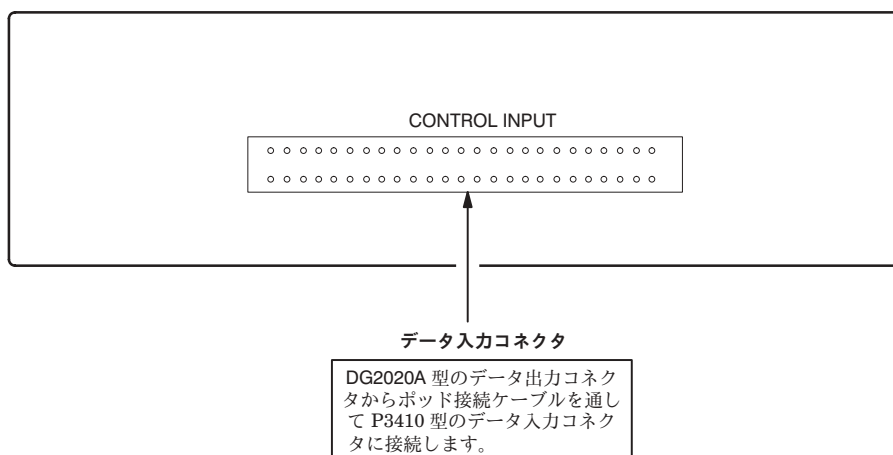 CONTROL INPUT
データ入力コネクタ
DG2020A 型のデータ出力コネク
タからポッド接続ケーブルを通し
て P3410 型のデータ入力コネク
タに接続します。